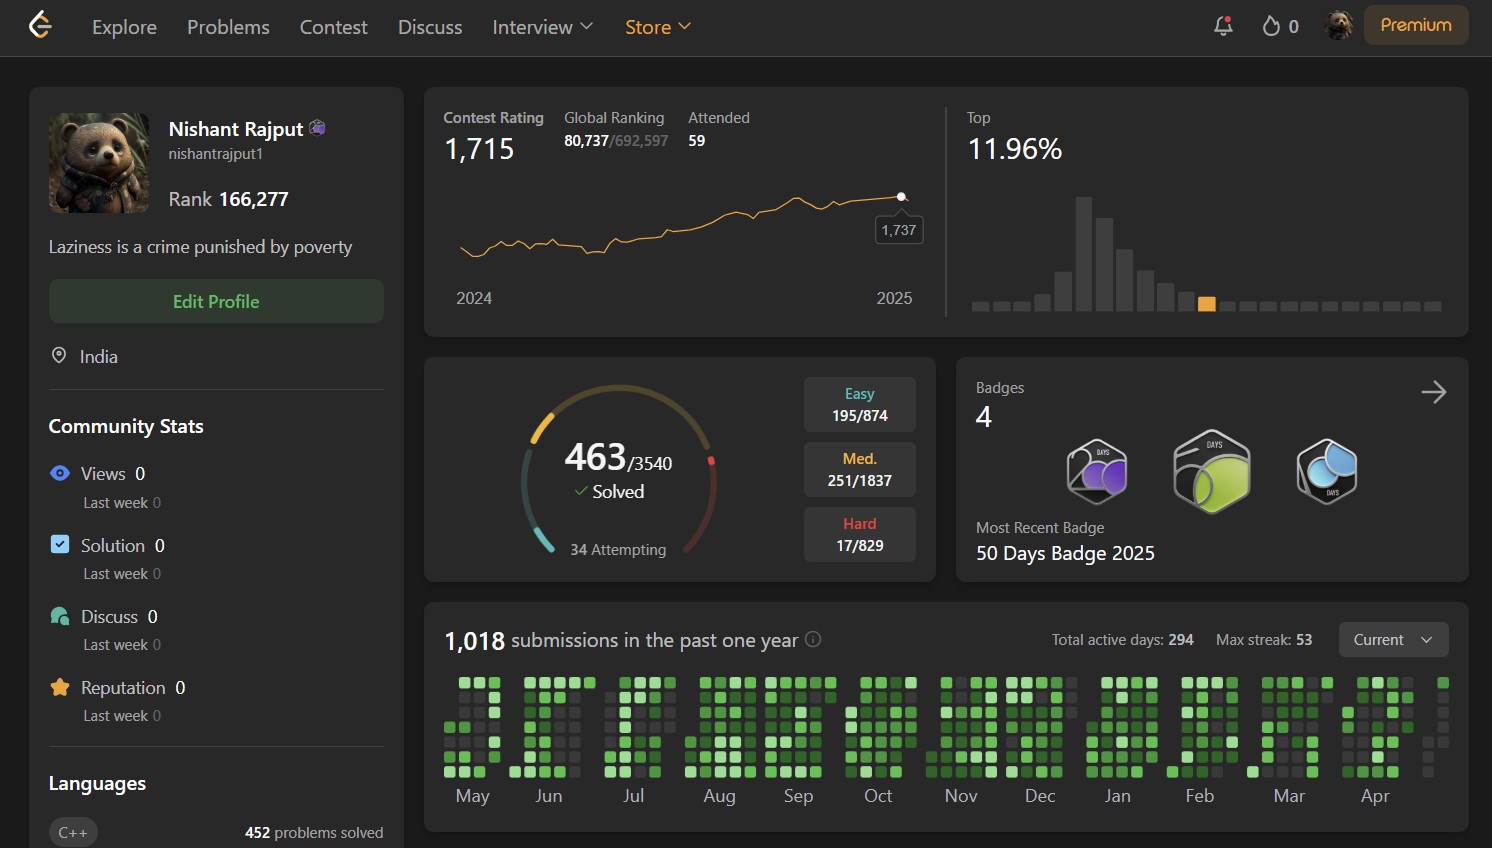 Explore Problems Contest Discuss Interview Store 0 Premium
Nishant Rajput
nishantrajput1
Rank 166,277
Laziness is a crime punished by poverty
Edit Profile
India
Community Stats
Views 0
Last week 0
Solution 0
Last week 0
Discuss 0
Last week 0
Reputation 0
Last week 0
Languages
C++ 452 problems solved
Contest Rating
1,715
Global Ranking
80,737/692,597
Attended
59
1,737
2024 2025
Top
11.96%
463/3540
Solved
34 Attempting
Easy
195/874
Med.
251/1837
Hard
17/829
Badges
4
DAYS
DAYS
DAYS
Most Recent Badge
50 Days Badge 2025
1,018 submissions in the past one year
Total active days: 294 Max streak: 53 Current
May Jun Jul Aug Sep Oct Nov Dec Jan Feb Mar Apr